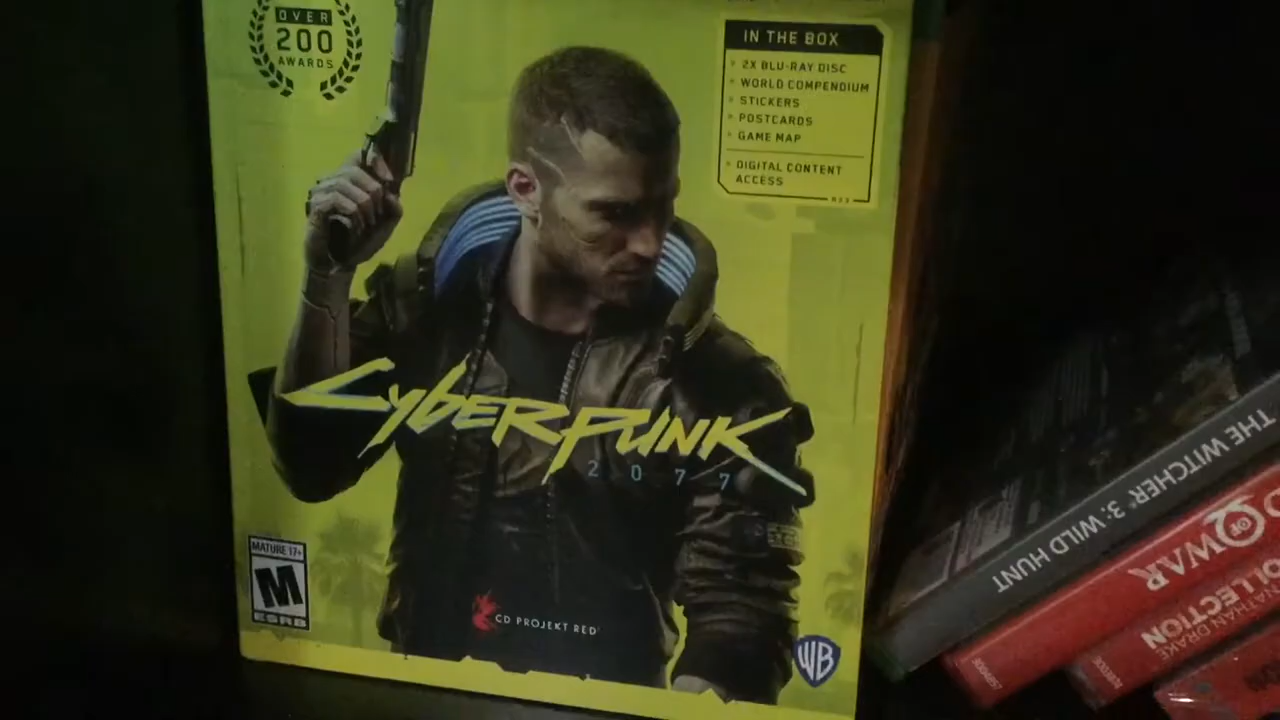 OVER
200
AWARDS
IN THE BOX
2X BLU-RAY DISC
WORLD COMPENDIUM
STICKERS
POSTCARDS
GAME MAP
DIGITAL CONTENT
ACCESS
CYBERPUNK
2077
MATURE 17+
M
ESRB
CD PROJEKT RED
WB
THE WITCHER 3: WILD HUNT
OF
WAR
NATHAN DRAKE
COLLECTION